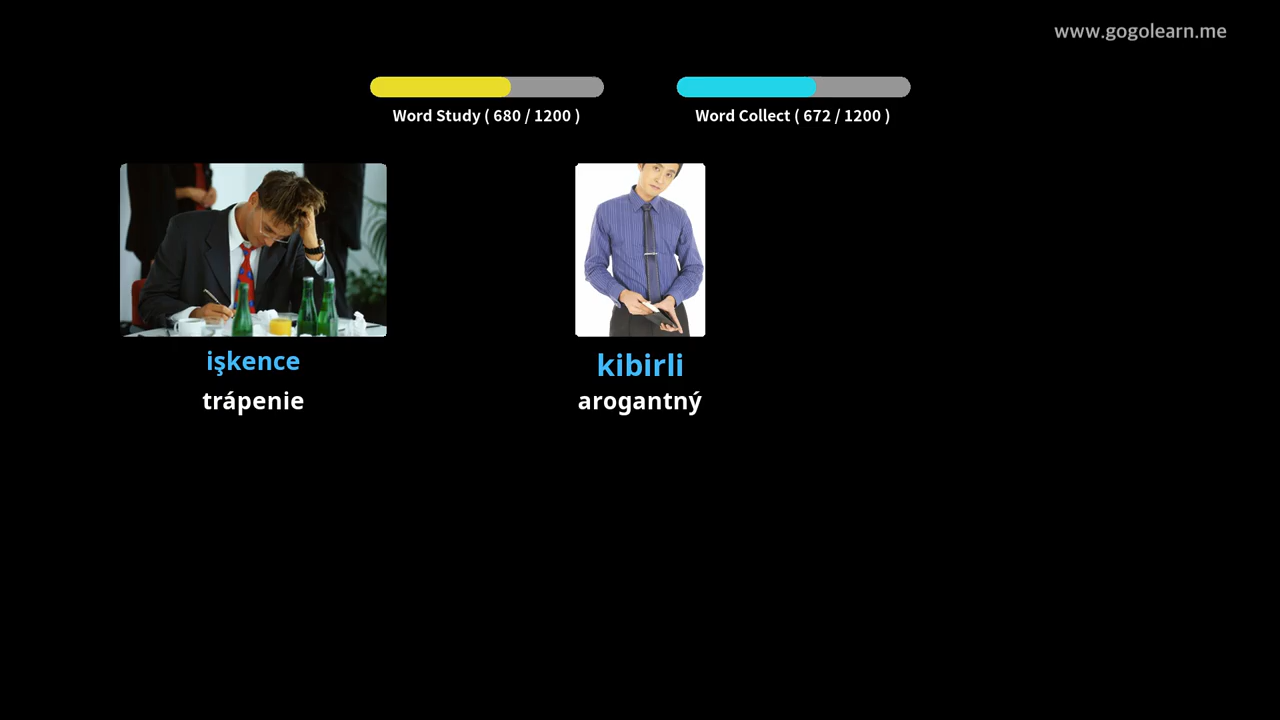 www.gogolearn.me
Word Study ( 680 / 1200 )
Word Collect ( 672 / 1200 )
işkence
trápenie
kibirli
arogantný